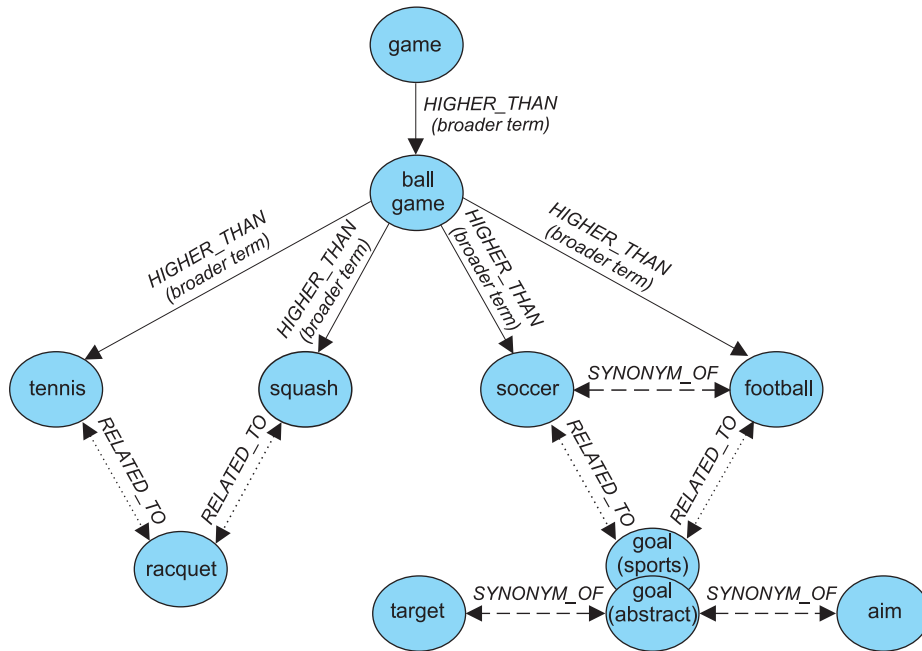 game
HIGHER_THAN
(broader term)
ball
game
HIGHER_THAN
(broader term)
HIGHER_THAN
(broader term)
HIGHER_THAN
(broader term)
HIGHER_THAN
(broader term)
tennis
squash
soccer
SYNONYM_OF
football
RELATED_TO
RELATED_TO
RELATED_TO
RELATED_TO
racquet
goal
(sports)
target
SYNONYM_OF
goal
(abstract)
SYNONYM_OF
aim